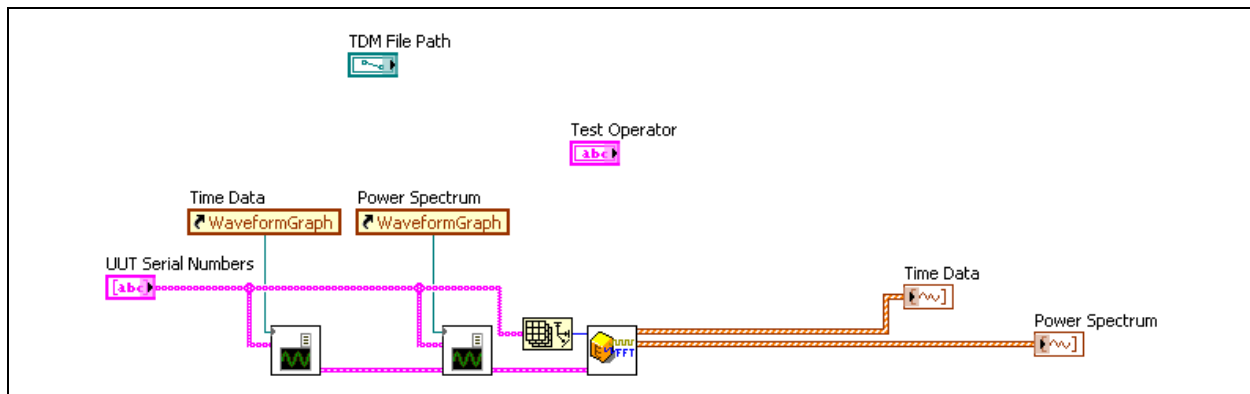 TDM File Path
Test Operator
abc
Time Data
Power Spectrum
WaveformGraph
WaveformGraph
UUT Serial Numbers
[abc]
Time Data
Power Spectrum
FFT